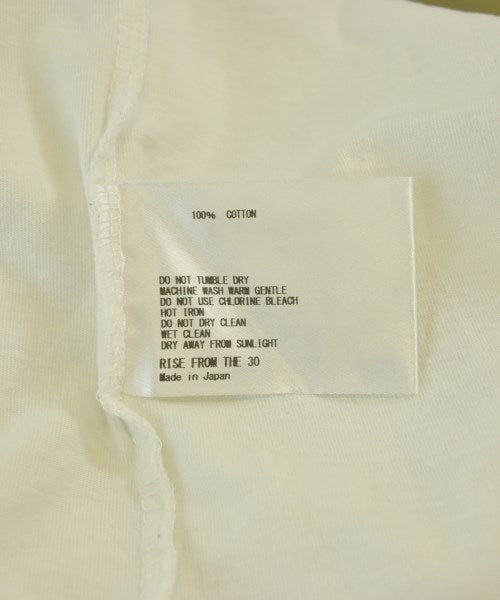 100% COTTON
DO NOT TUMBLE DRY
MACHINE WASH WARM GENTLE
DO NOT USE CHLORINE BLEACH
HOT IRON
DO NOT DRY CLEAN
WET CLEAN
DRY AWAY FROM SUNLIGHT
RISE FROM THE 30
Made in Japan